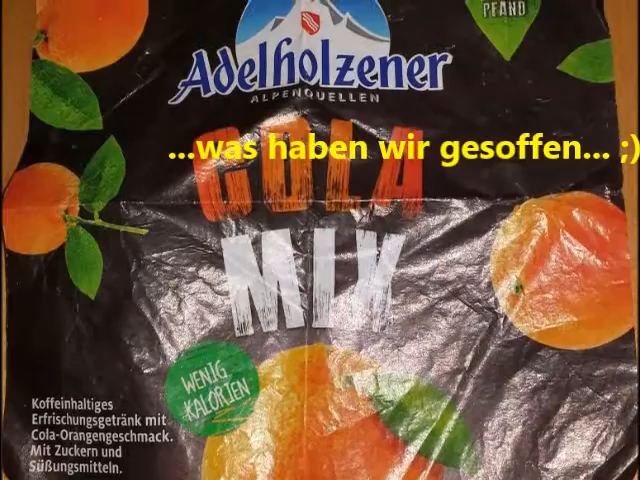 PFAND
Adelholzener
ALPENQUELLEN
...was haben wir gesoffen... ;)
COLA
MIX
WENIG
KALORIEN
Koffeinhaltiges
Erfrischungsgetränk mit
Cola-Orangengeschmack.
Mit Zuckern und
Süßungsmitteln.